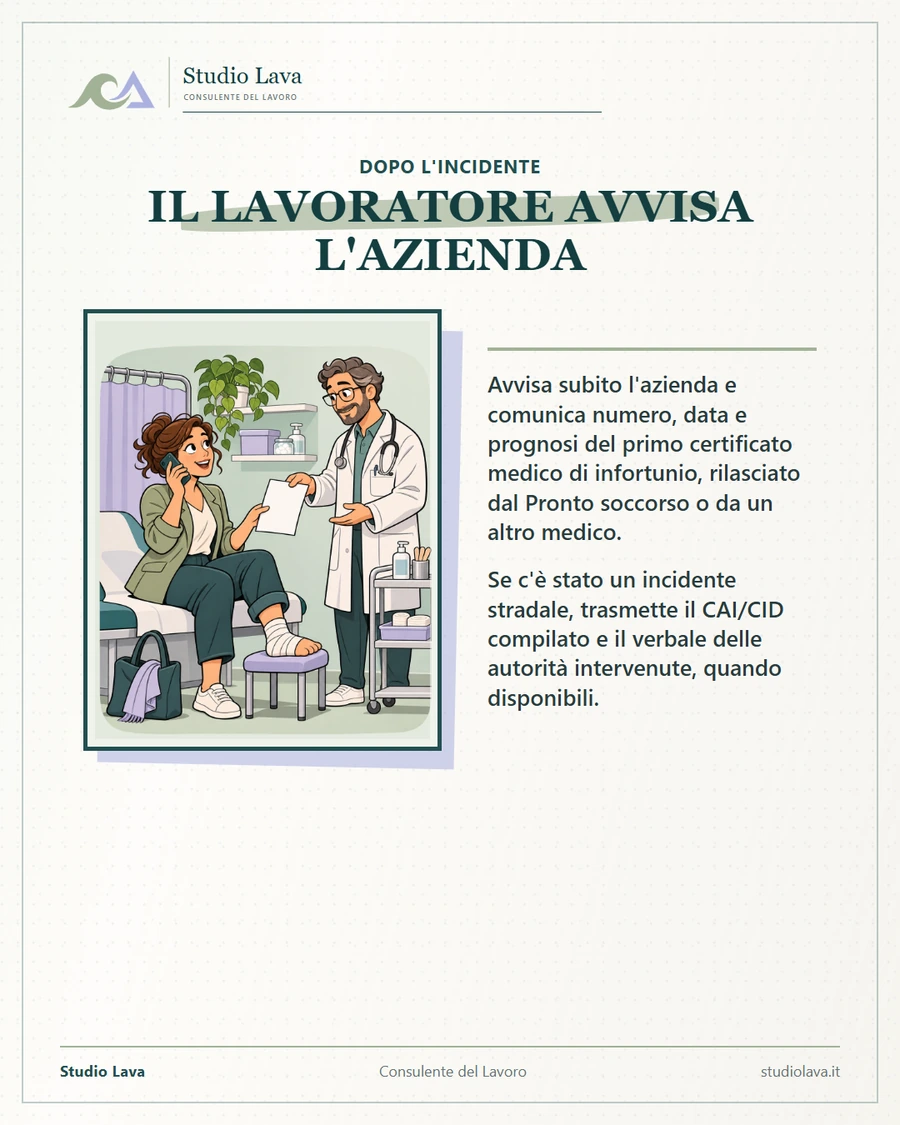 Studio Lava
CONSULENTE DEL LAVORO
DOPO L'INCIDENTE
IL LAVORATORE AVVISA
L'AZIENDA
Avvisa subito l'azienda e
comunica numero, data e
prognosi del primo certificato
medico di infortunio, rilasciato
dal Pronto soccorso o da un
altro medico.
Se c'è stato un incidente
stradale, trasmette il CAI/CID
compilato e il verbale delle
autorità intervenute, quando
disponibili.
Studio Lava
Consulente del Lavoro
studiolava.it